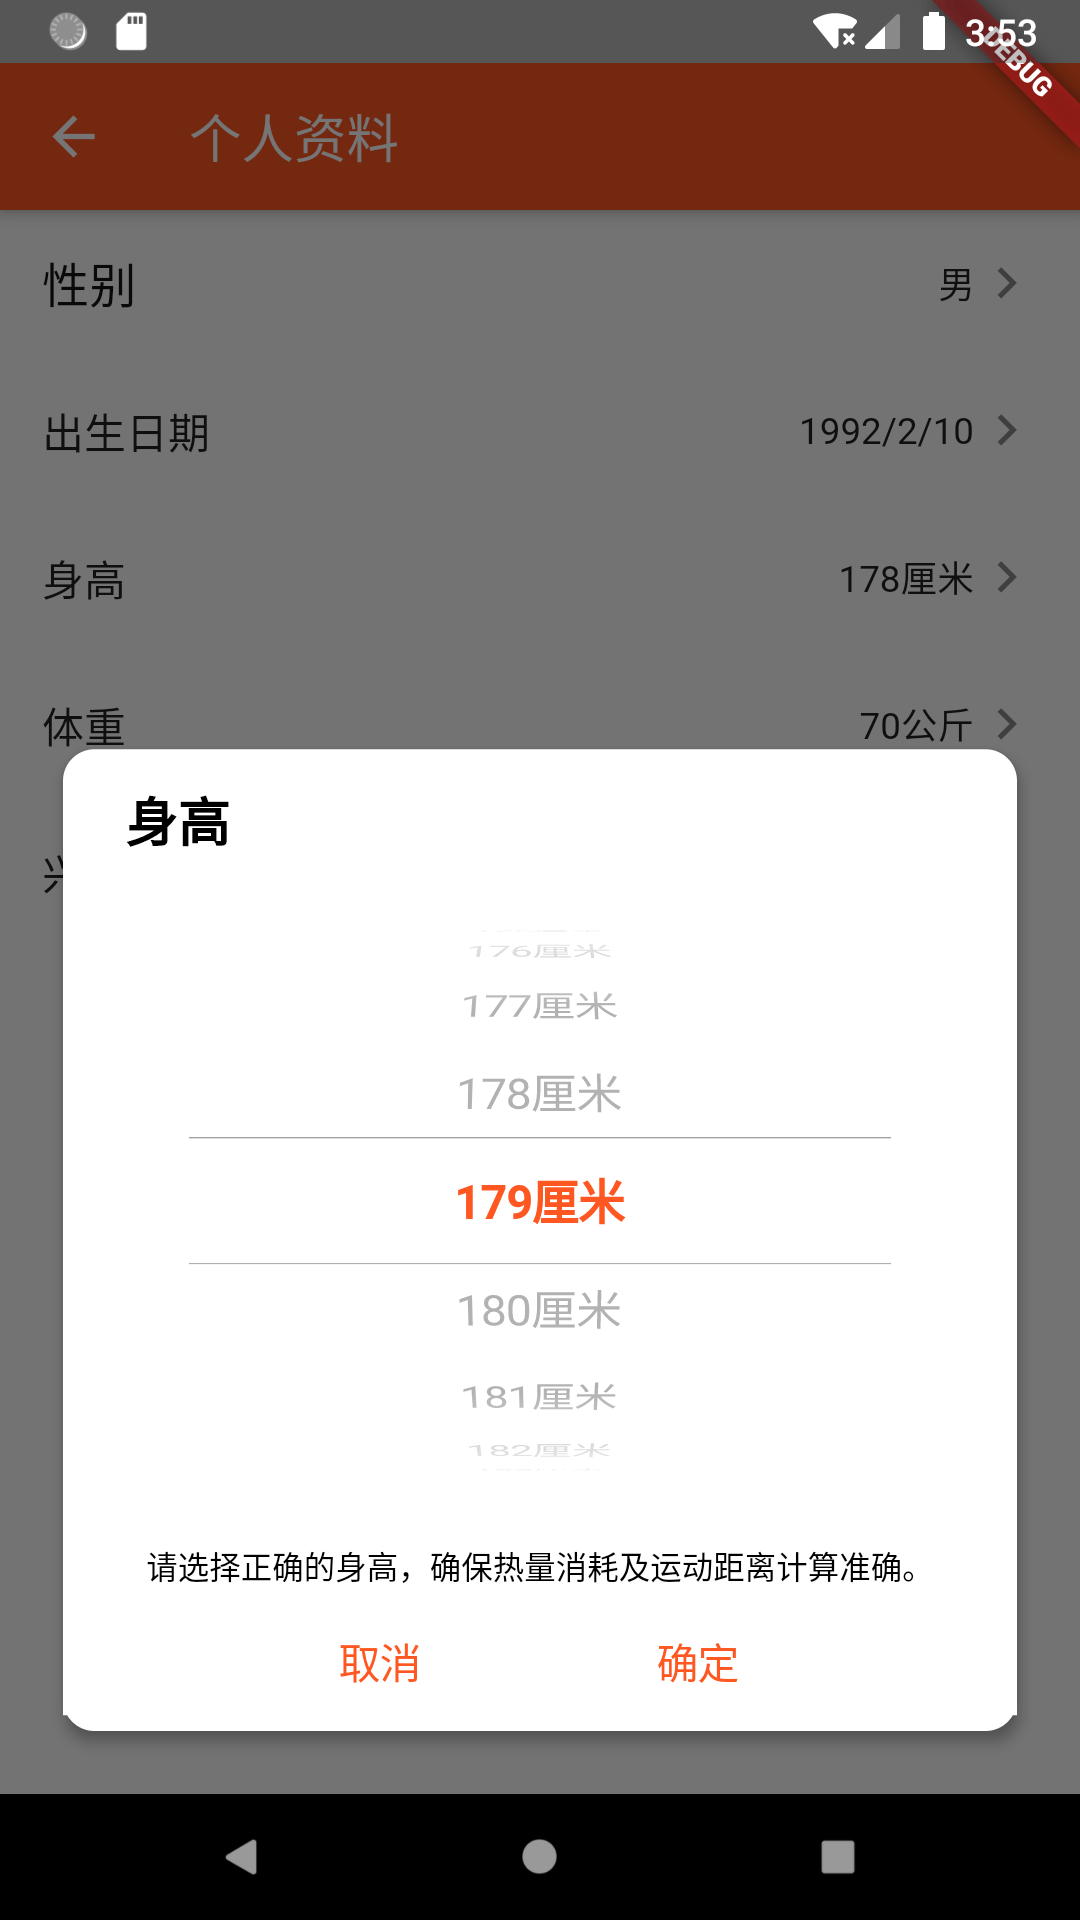 3:53
DEBUG
个人资料
性别 男
出生日期 1992/2/10
身高 178厘米
体重 70公斤
身高
176厘米
177厘米
178厘米
179厘米
180厘米
181厘米
182厘米
请选择正确的身高，确保热量消耗及运动距离计算准确。
取消 确定